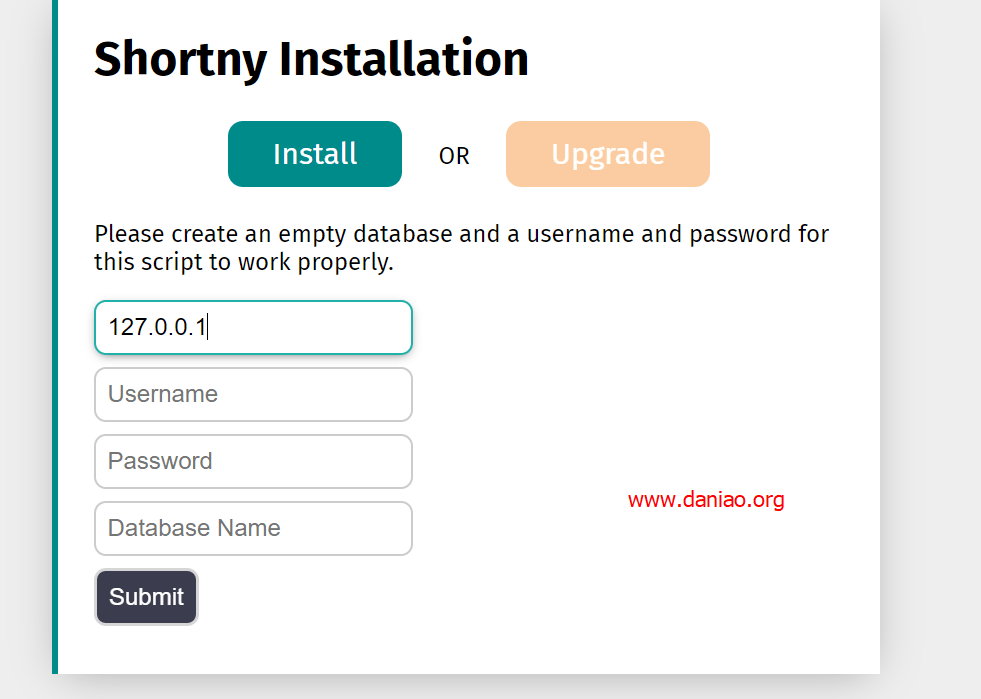 Shortny Installation
Install OR Upgrade
Please create an empty database and a username and password for
this script to work properly.
127.0.0.1
Username
Password
www.daniao.org
Database Name
Submit